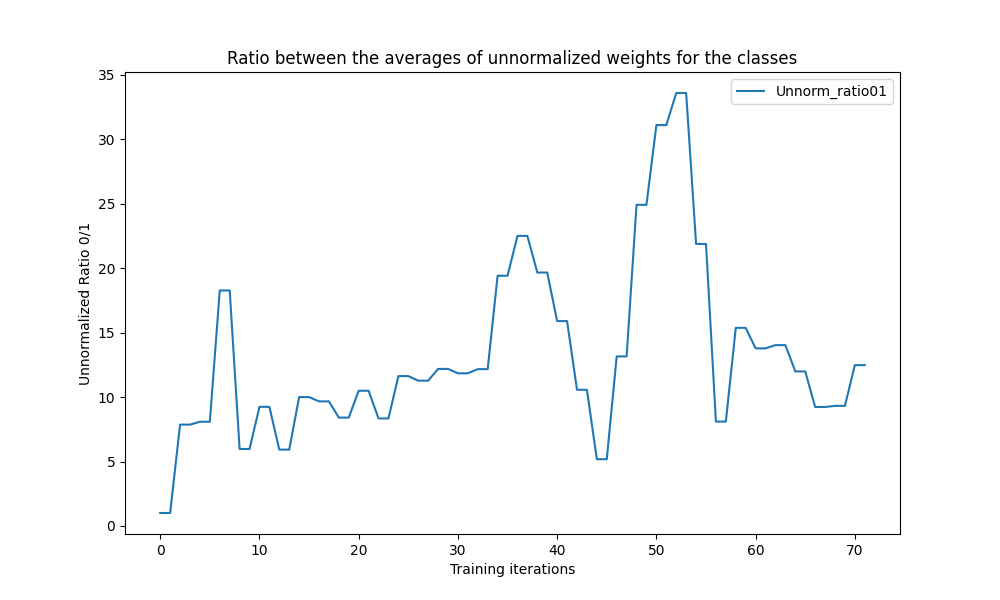 Ratio between the averages of unnormalized weights for the classes
Unnorm_ratio01
Unnormalized Ratio 0/1
35
30
25
20
15
10
5
0
0 10 20 30 40 50 60 70
Training iterations